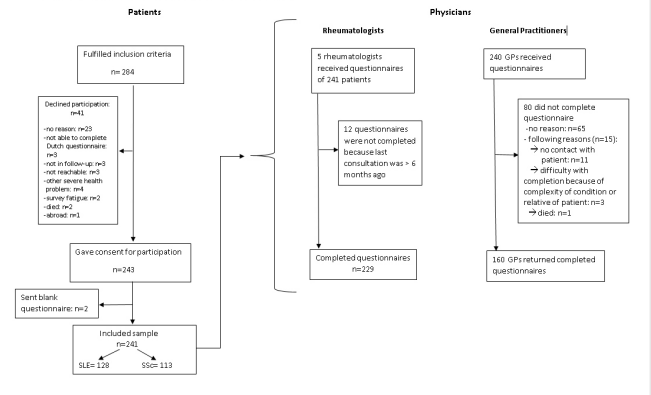 Patients
Physicians
Rheumatologists
General Practitioners
Fulfilled inclusion criteria
n= 284
Declined participation:
n=41
-no reason: n=23
-not able to complete
Dutch questionnaire:
n=3
-not in follow-up: n=3
-not reachable: n=3
-other severe health
problem: n=4
-survey fatigue: n=2
-died: n=2
-abroad: n=1
Gave consent for participation
n=243
Sent blank
questionnaire: n=2
Included sample
n=241
SLE= 128
SSc= 113
5 rheumatologists
received questionnaires
of 241 patients
12 questionnaires
were not completed
because last
consultation was > 6
months ago
Completed questionnaires
n=229
240 GPs received
questionnaires
80 did not complete
questionnaire
-no reason: n=65
- following reasons (n=15):
→ no contact with
patient: n=11
→ difficulty with
completion because of
complexity of condition or
relative of patient: n=3
→ died: n=1
160 GPs returned completed
questionnaires